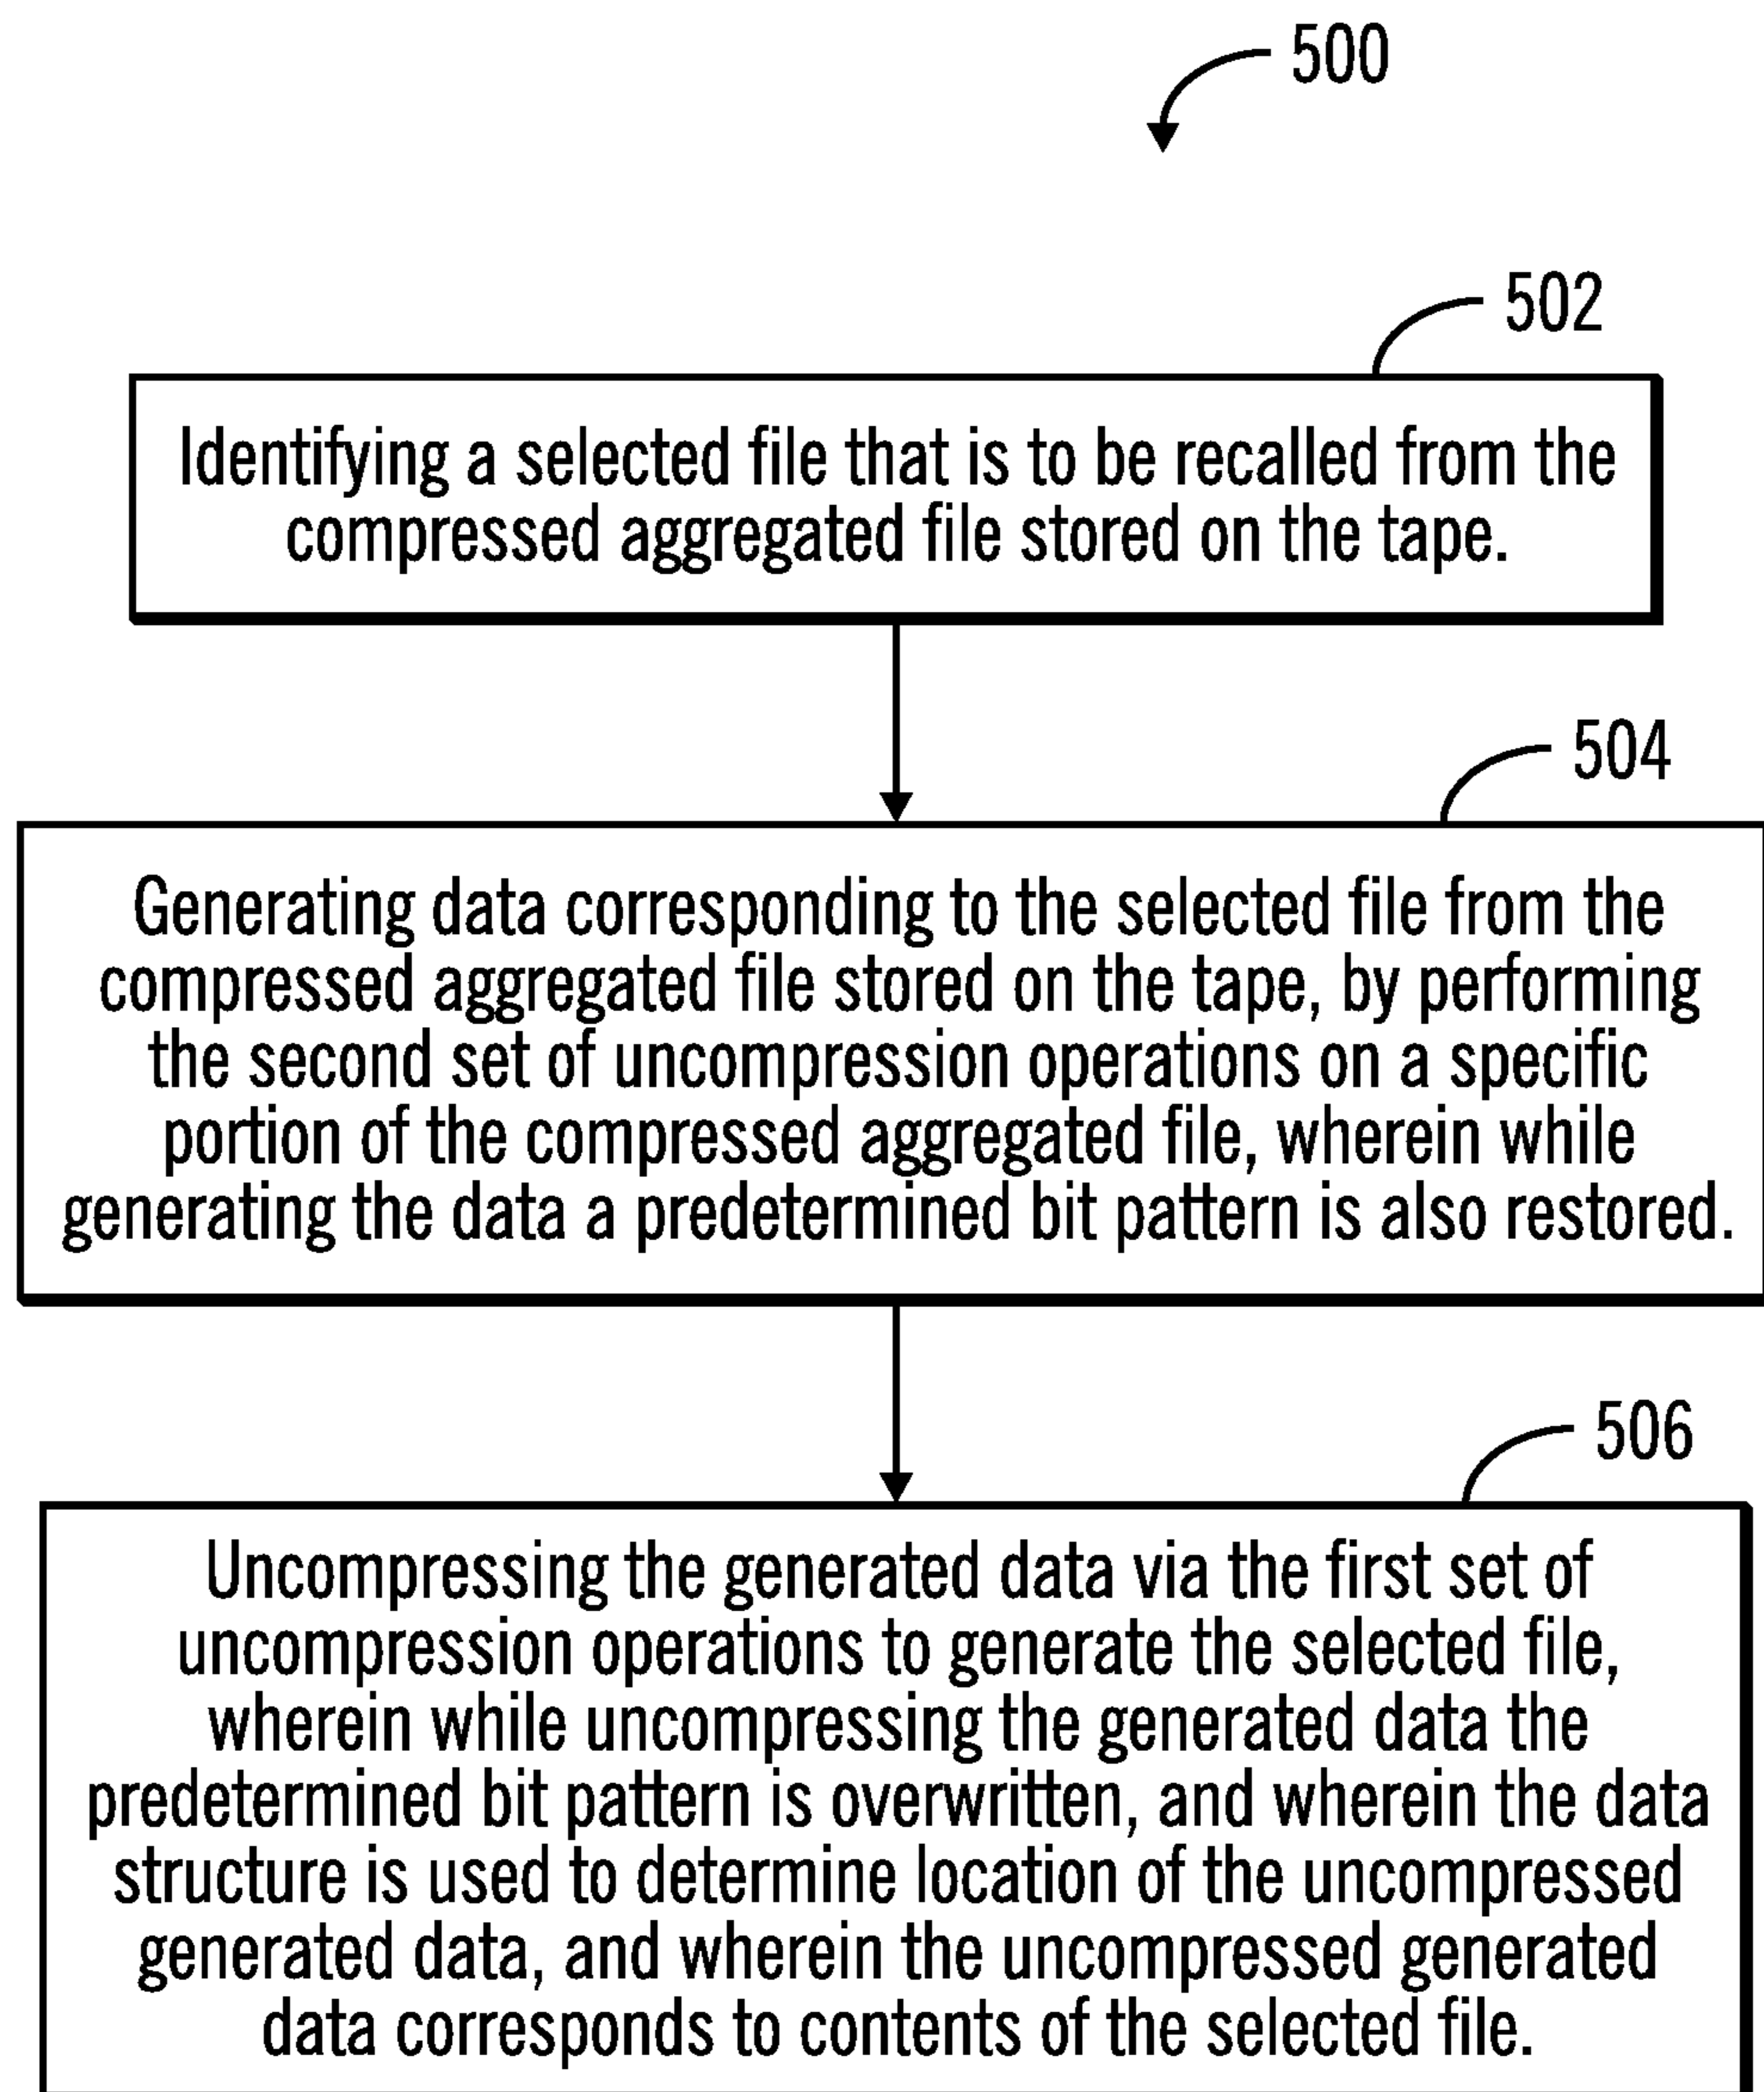 500
502
Identifying a selected file that is to be recalled from the
compressed aggregated file stored on the tape.
504
Generating data corresponding to the selected file from the
compressed aggregated file stored on the tape, by performing
the second set of uncompression operations on a specific
portion of the compressed aggregated file, wherein while
generating the data a predetermined bit pattern is also restored.
506
Uncompressing the generated data via the first set of
uncompression operations to generate the selected file,
wherein while uncompressing the generated data the
predetermined bit pattern is overwritten, and wherein the data
structure is used to determine location of the uncompressed
generated data, and wherein the uncompressed generated
data corresponds to contents of the selected file.